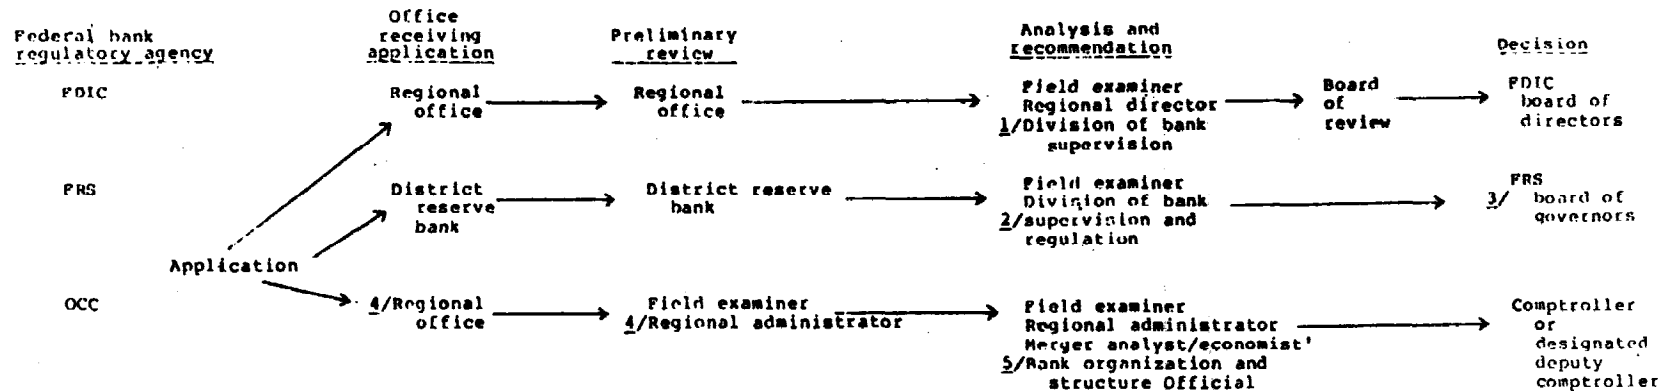 Federal bank
regulatory agency
Office
receiving
application
Preliminary
review
Analysis and
recommendation
Decision
FDIC
Regional
office
Regional
office
Field examiner
Regional director
1/Division of bank
supervision
Board
of
review
FDIC
board of
directors
FRS
District
reserve
bank
District reserve
bank
Field examiner
Division of bank
2/supervision and
regulation
FRS
3/ board of
governors
Application
OCC
4/Regional
office
Field examiner
4/Regional administrator
Field examiner
Regional administrator
Merger analyst/economist'
5/Bank organization and
structure Official
Comptroller
or
designated
deputy
comptroller